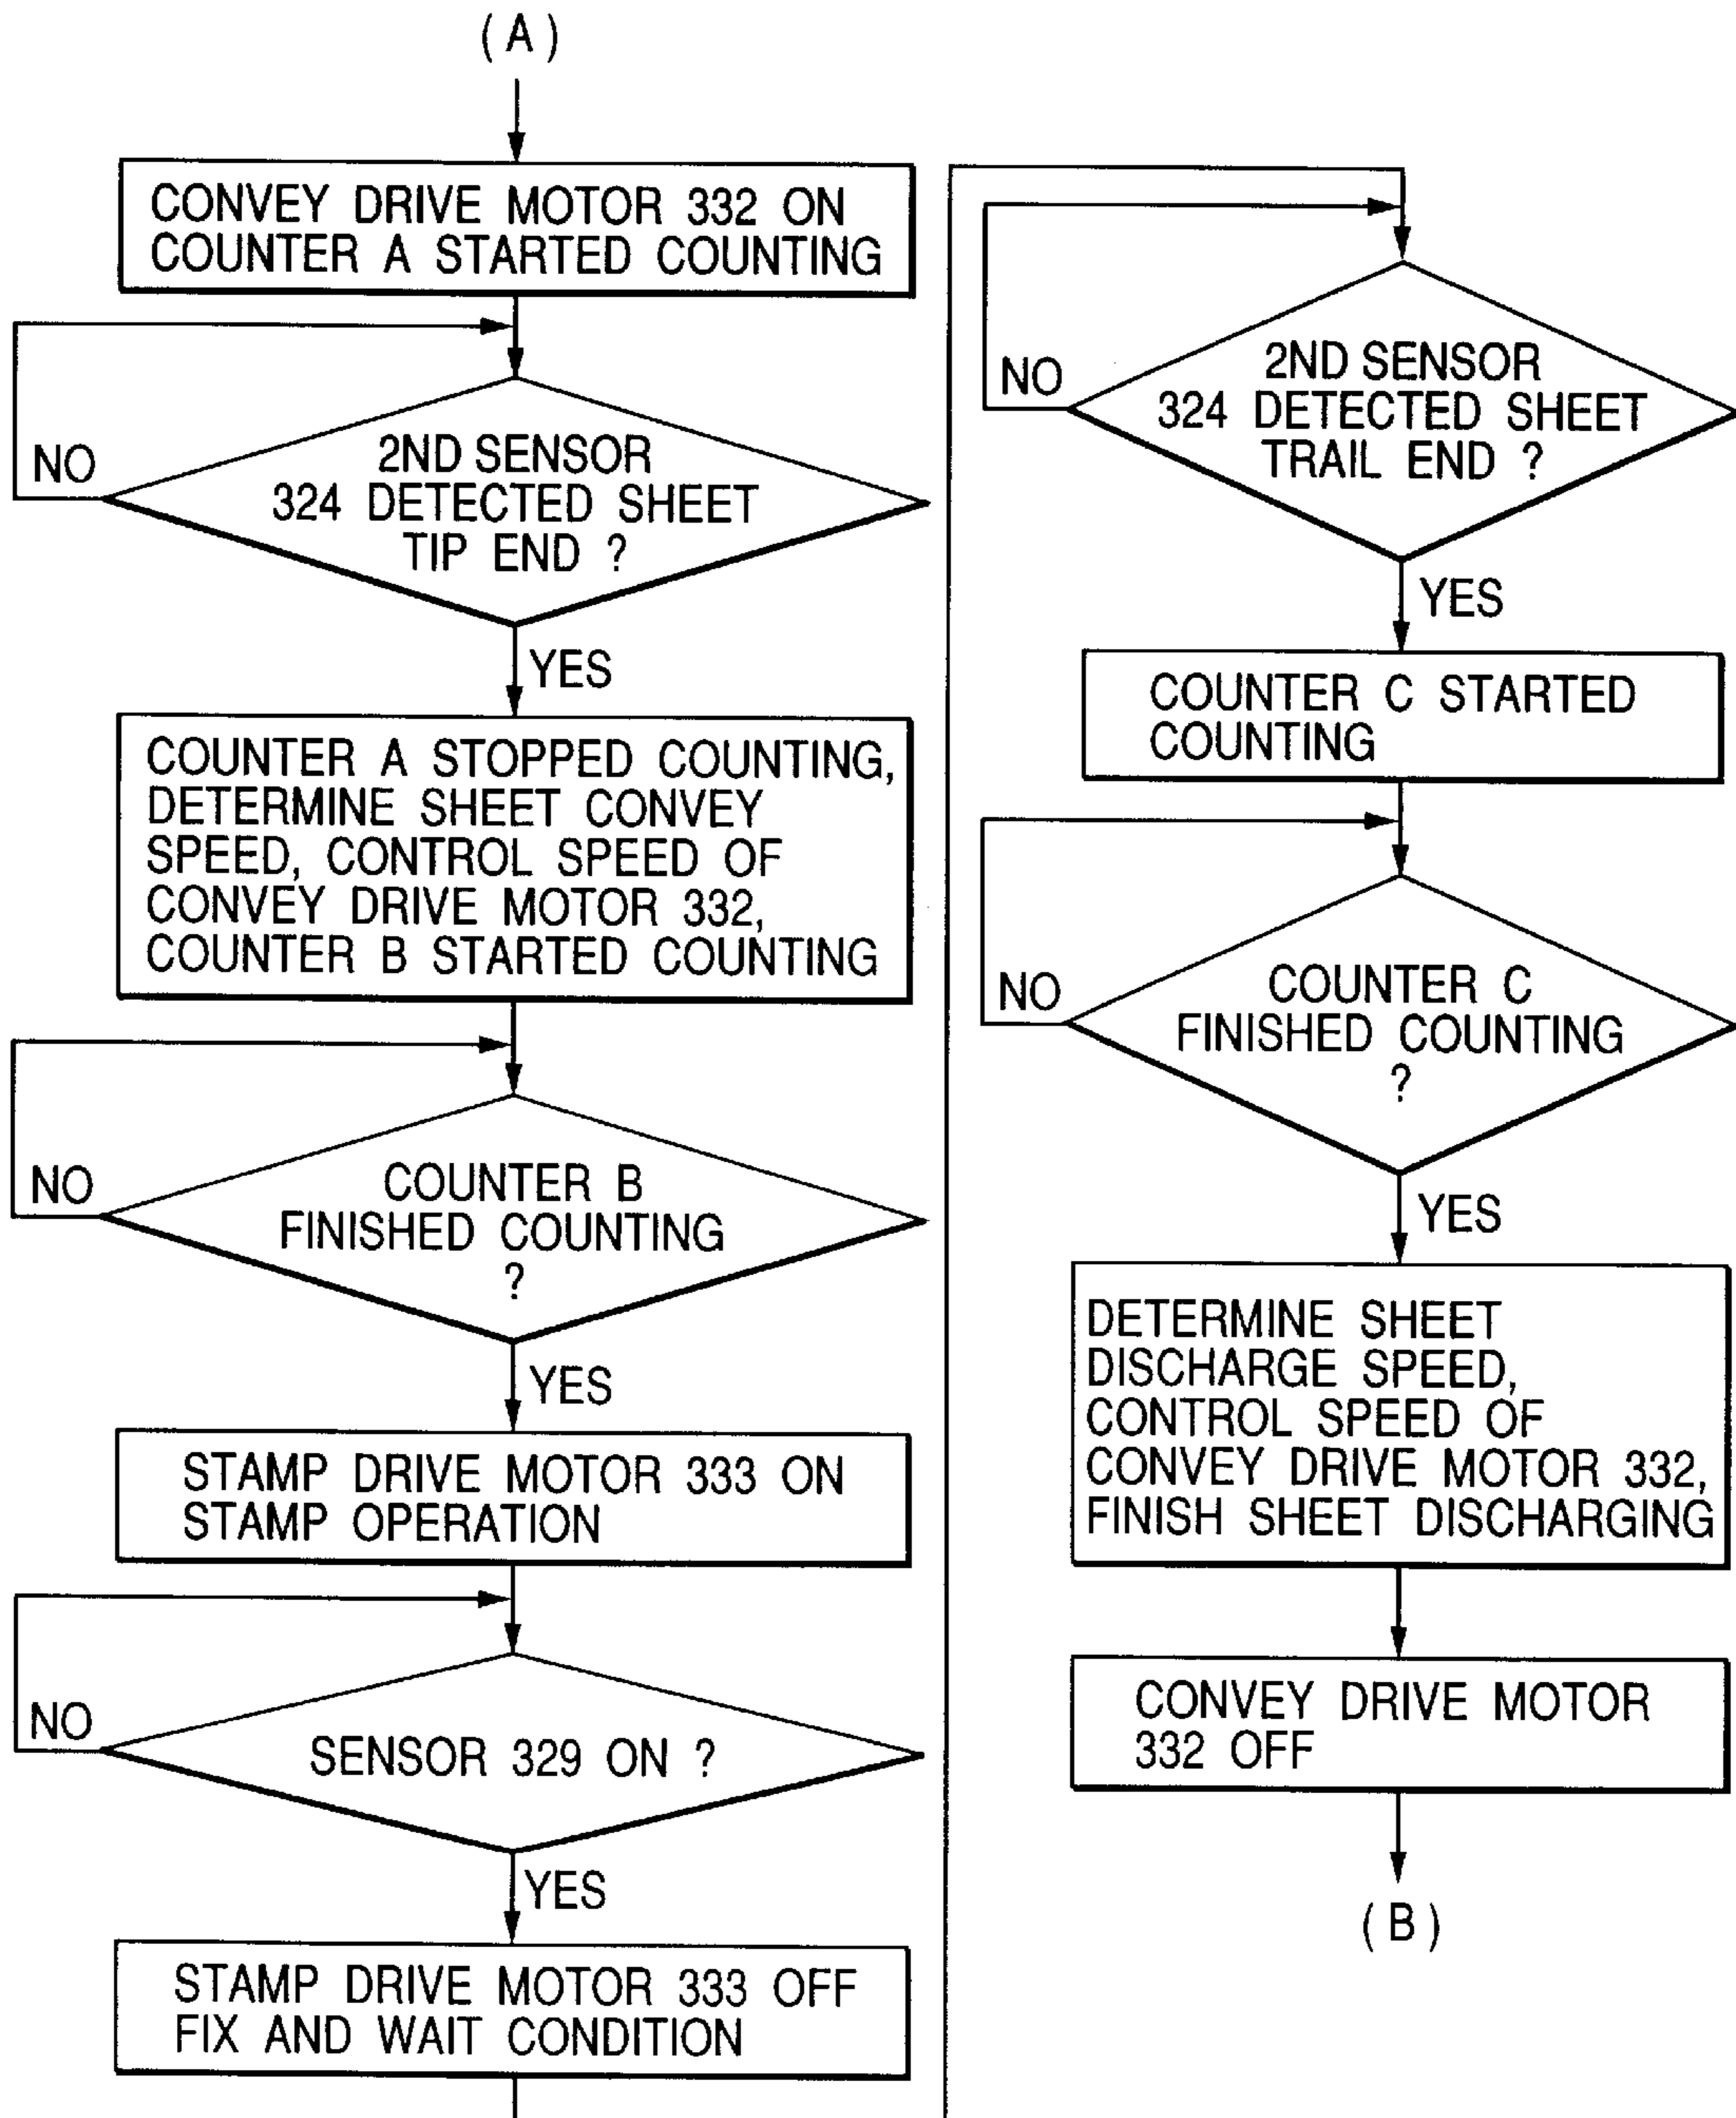 (A)
CONVEY DRIVE MOTOR 332 ON
COUNTER A STARTED COUNTING
NO
2ND SENSOR
324 DETECTED SHEET
TIP END ?
YES
COUNTER A STOPPED COUNTING,
DETERMINE SHEET CONVEY
SPEED, CONTROL SPEED OF
CONVEY DRIVE MOTOR 332,
COUNTER B STARTED COUNTING
NO
COUNTER B
FINISHED COUNTING
?
YES
STAMP DRIVE MOTOR 333 ON
STAMP OPERATION
NO
SENSOR 329 ON ?
YES
STAMP DRIVE MOTOR 333 OFF
FIX AND WAIT CONDITION
NO
2ND SENSOR
324 DETECTED SHEET
TRAIL END ?
YES
COUNTER C STARTED
COUNTING
NO
COUNTER C
FINISHED COUNTING
?
YES
DETERMINE SHEET
DISCHARGE SPEED,
CONTROL SPEED OF
CONVEY DRIVE MOTOR 332,
FINISH SHEET DISCHARGING
CONVEY DRIVE MOTOR
332 OFF
(B)